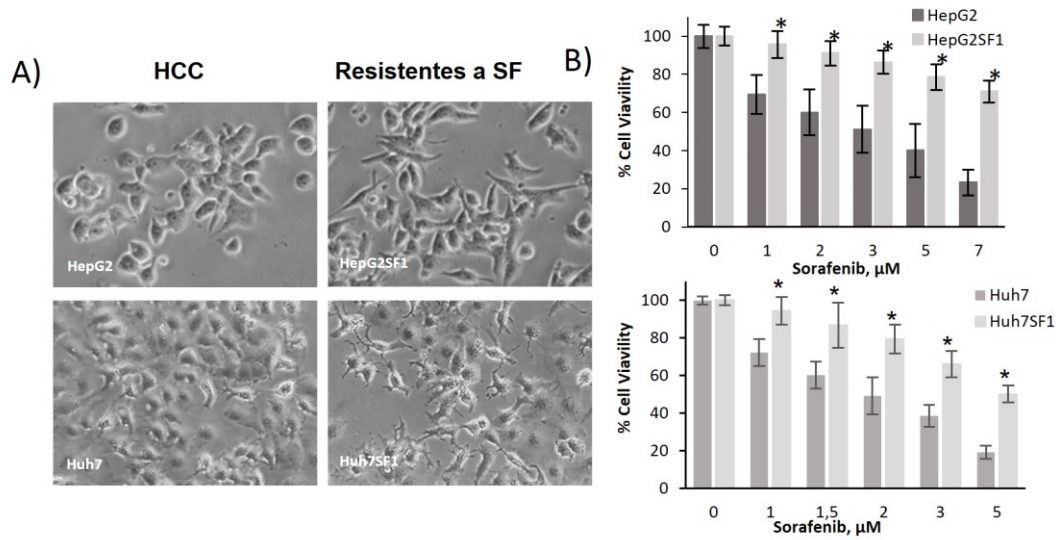 A)
HCC
Resistentes a SF
HepG2
HepG2SF1
Huh7
Huh7SF1
B)
HepG2
HepG2SF1
% Cell Viavility
100
80
60
40
20
0
* * * * *
0 1 2 3 5 7
Sorafenib, µM
Huh7
Huh7SF1
% Cell Viavility
100
80
60
40
20
0
* * * * *
0 1 1,5 2 3 5
Sorafenib, µM